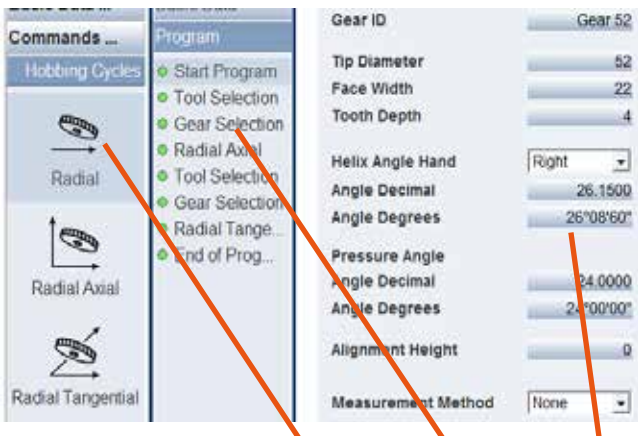 Commands ...
Hobbing Cycles
Radial
Radial Axial
Radial Tangential
Program
Start Program
Tool Selection
Gear Selection
Radial Axial
Tool Selection
Gear Selection
Radial Tange...
End of Prog...
Gear ID Gear 52
Tip Diameter 52
Face Width 22
Tooth Depth 4
Helix Angle Hand Right
Angle Decimal 26.1500
Angle Degrees 26°08'60"
Pressure Angle
Angle Decimal 24.0000
Angle Degrees 24°00'00"
Alignment Height 0
Measurement Method None